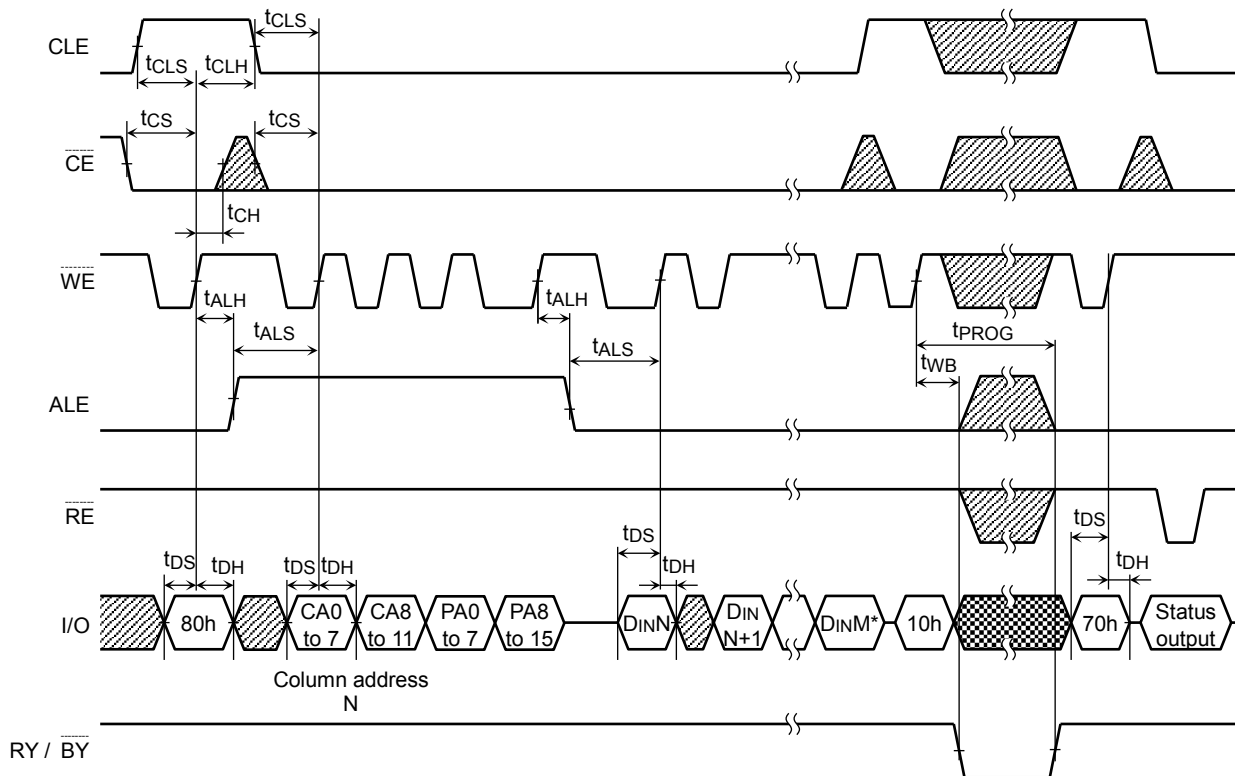 CLE
tCLS
tCLS
tCLH
CE
tCS
tCS
tCH
WE
tALH
tALS
tALH
tALS
tPROG
tWB
ALE
RE
tDS
tDH
tDS
tDH
tDS
tDH
tDS
tDH
I/O
80h
CA0
to 7
CA8
to 11
PA0
to 7
PA8
to 15
DINN
DIN
N+1
DINM*
10h
70h
Status
output
Column address
N
RY / BY